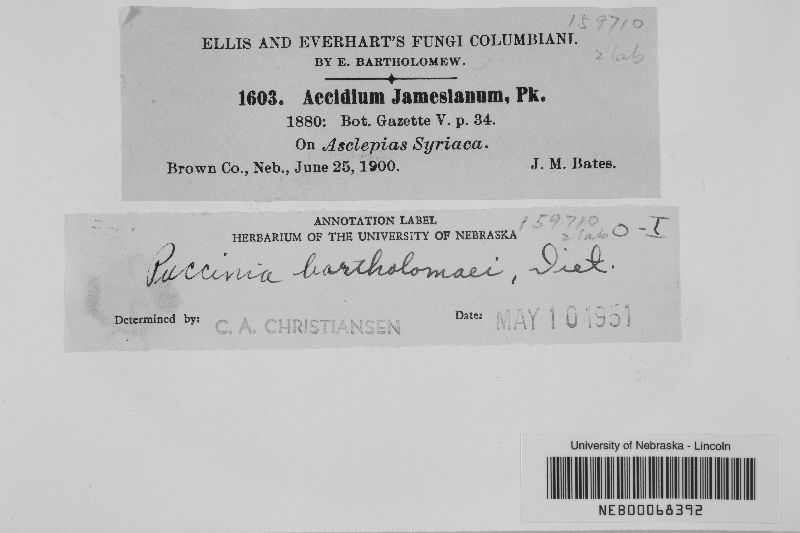 159710
2 lab
ELLIS AND EVERHART'S FUNGI COLUMBIANI.
BY E. BARTHOLOMEW.
1603. Aecidium Jamesianum, Pk.
1880: Bot. Gazette V. p. 34.
On Asclepias Syriaca.
Brown Co., Neb., June 25, 1900. J. M. Bates.
ANNOTATION LABEL
159710
HERBARIUM OF THE UNIVERSITY OF NEBRASKA
2 lab O-I
Puccinia bartholomaei, Diet.
Determined by: C. A. CHRISTIANSEN Date: MAY 10 1951
University of Nebraska - Lincoln
NEB00068392